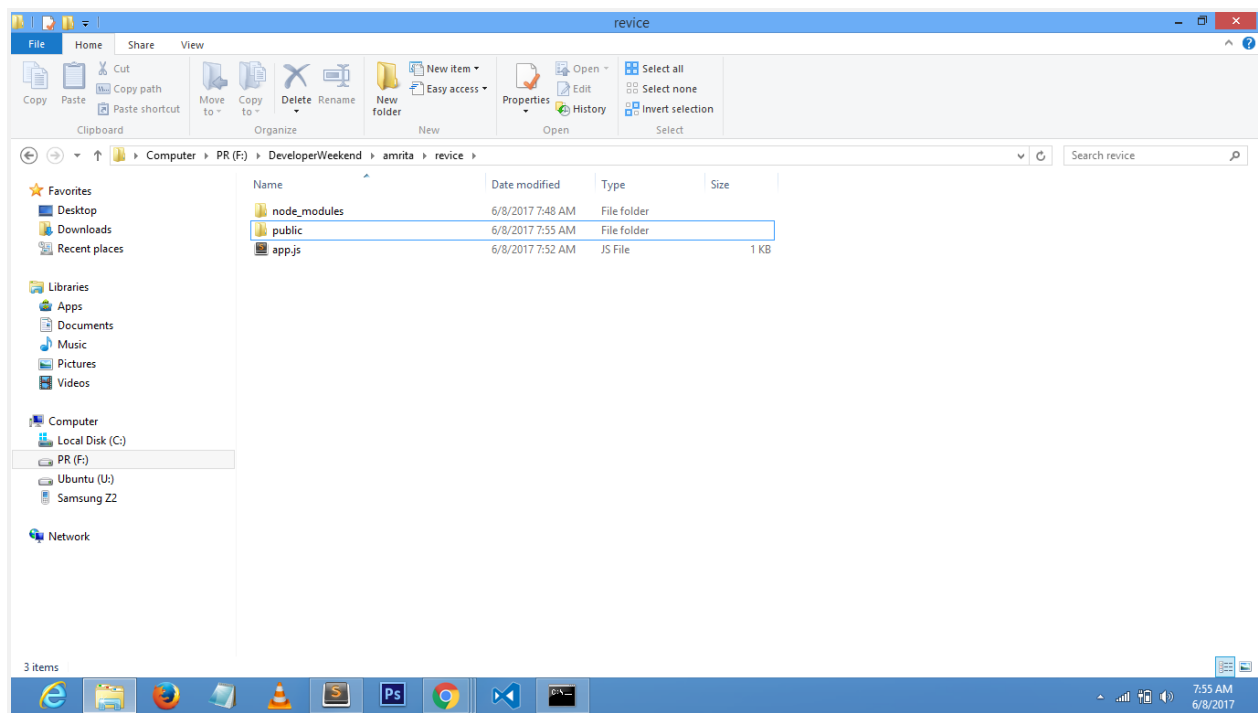 revice
File Home Share View
Copy Paste Cut Copy path Paste shortcut Move to Copy to Delete Rename New folder New item Easy access Properties Open Edit History Select all Select none Invert selection
Clipboard Organize New Open Select
Computer PR (F:) DeveloperWeekend amrita revice Search revice
Favorites
Desktop
Downloads
Recent places
Libraries
Apps
Documents
Music
Pictures
Videos
Computer
Local Disk (C:)
PR (F:)
Ubuntu (U:)
Samsung Z2
Network
Name Date modified Type Size
node_modules 6/8/2017 7:48 AM File folder
public 6/8/2017 7:55 AM File folder
app.js 6/8/2017 7:52 AM JS File 1 KB
3 items
Ps
C:\_
7:55 AM
6/8/2017